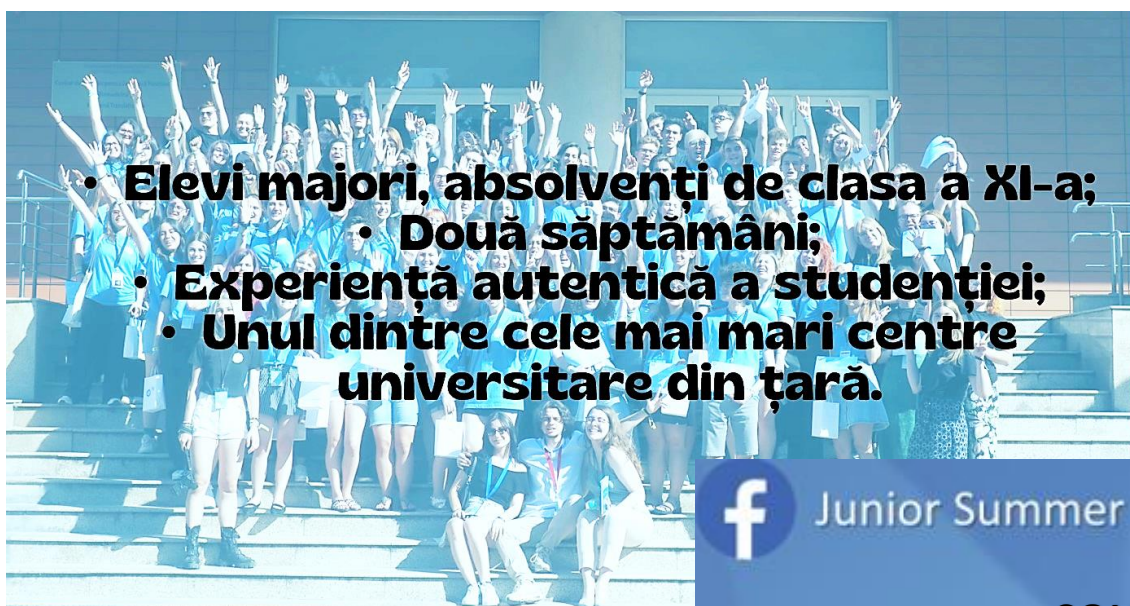 • Elevi majori, absolvenți de clasa a XI-a;
• Două săptămâni;
• Experiență autentică a studenției;
• Unul dintre cele mai mari centre
universitare din țară.
f Junior Summer